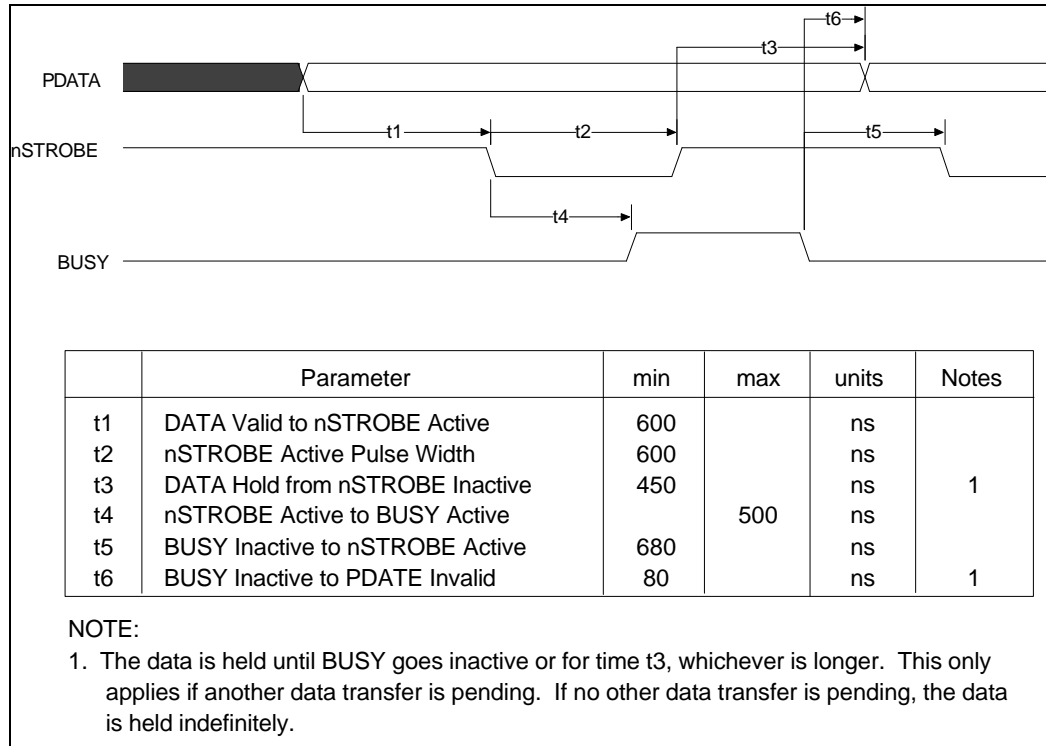 t6
t3
PDATA
t1 t2 t5
nSTROBE
t4
BUSY
Parameter min max units Notes
t1 DATA Valid to nSTROBE Active 600 ns
t2 nSTROBE Active Pulse Width 600 ns
t3 DATA Hold from nSTROBE Inactive 450 ns 1
t4 nSTROBE Active to BUSY Active 500 ns
t5 BUSY Inactive to nSTROBE Active 680 ns
t6 BUSY Inactive to PDATE Invalid 80 ns 1
NOTE:
1. The data is held until BUSY goes inactive or for time t3, whichever is longer. This only
applies if another data transfer is pending. If no other data transfer is pending, the data
is held indefinitely.